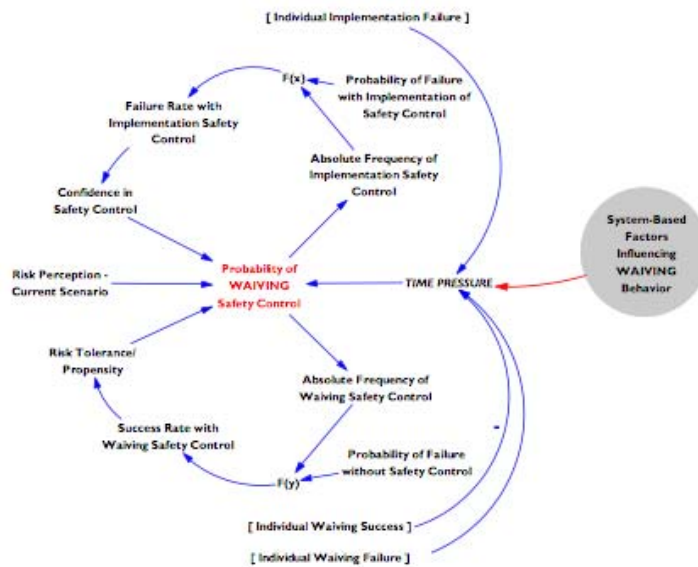 [ Individual Implementation Failure ]
F(x)
Probability of Failure
with Implementation of
Safety Control
Failure Rate with
Implementation Safety
Control
Absolute Frequency of
Implementation Safety
Control
Confidence in
Safety Control
System-Based
Factors
Influencing
WAIVING
Behavior
Risk Perception -
Current Scenario
Probability of
WAIVING
Safety Control
TIME PRESSURE
Risk Tolerance/
Propensity
Absolute Frequency of
Waiving Safety Control
Success Rate with
Waiving Safety Control
-
Probability of Failure
without Safety Control
F(y)
[ Individual Waiving Success ]
[ Individual Waiving Failure ]